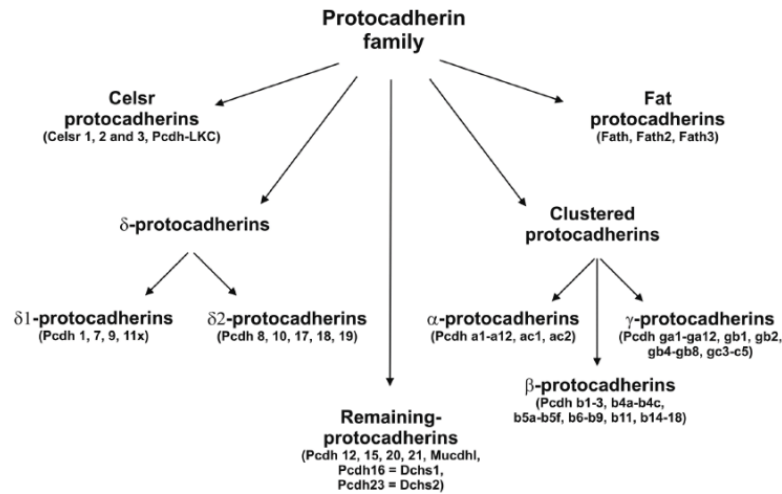 Protocadherin
family
Celsr
protocadherins
(Celsr 1, 2 and 3, Pcdh-LKC)
Fat
protocadherins
(Fath, Fath2, Fath3)
δ-protocadherins
Clustered
protocadherins
δ1-protocadherins
(Pcdh 1, 7, 9, 11x)
δ2-protocadherins
(Pcdh 8, 10, 17, 18, 19)
α-protocadherins
(Pcdh a1-a12, ac1, ac2)
γ-protocadherins
(Pcdh ga1-ga12, gb1, gb2,
gb4-gb8, gc3-c5)
β-protocadherins
(Pcdh b1-3, b4a-b4c,
b5a-b5f, b6-b9, b11, b14-18)
Remaining-
protocadherins
(Pcdh 12, 15, 20, 21, Mucdhl,
Pcdh16 = Dchs1,
Pcdh23 = Dchs2)